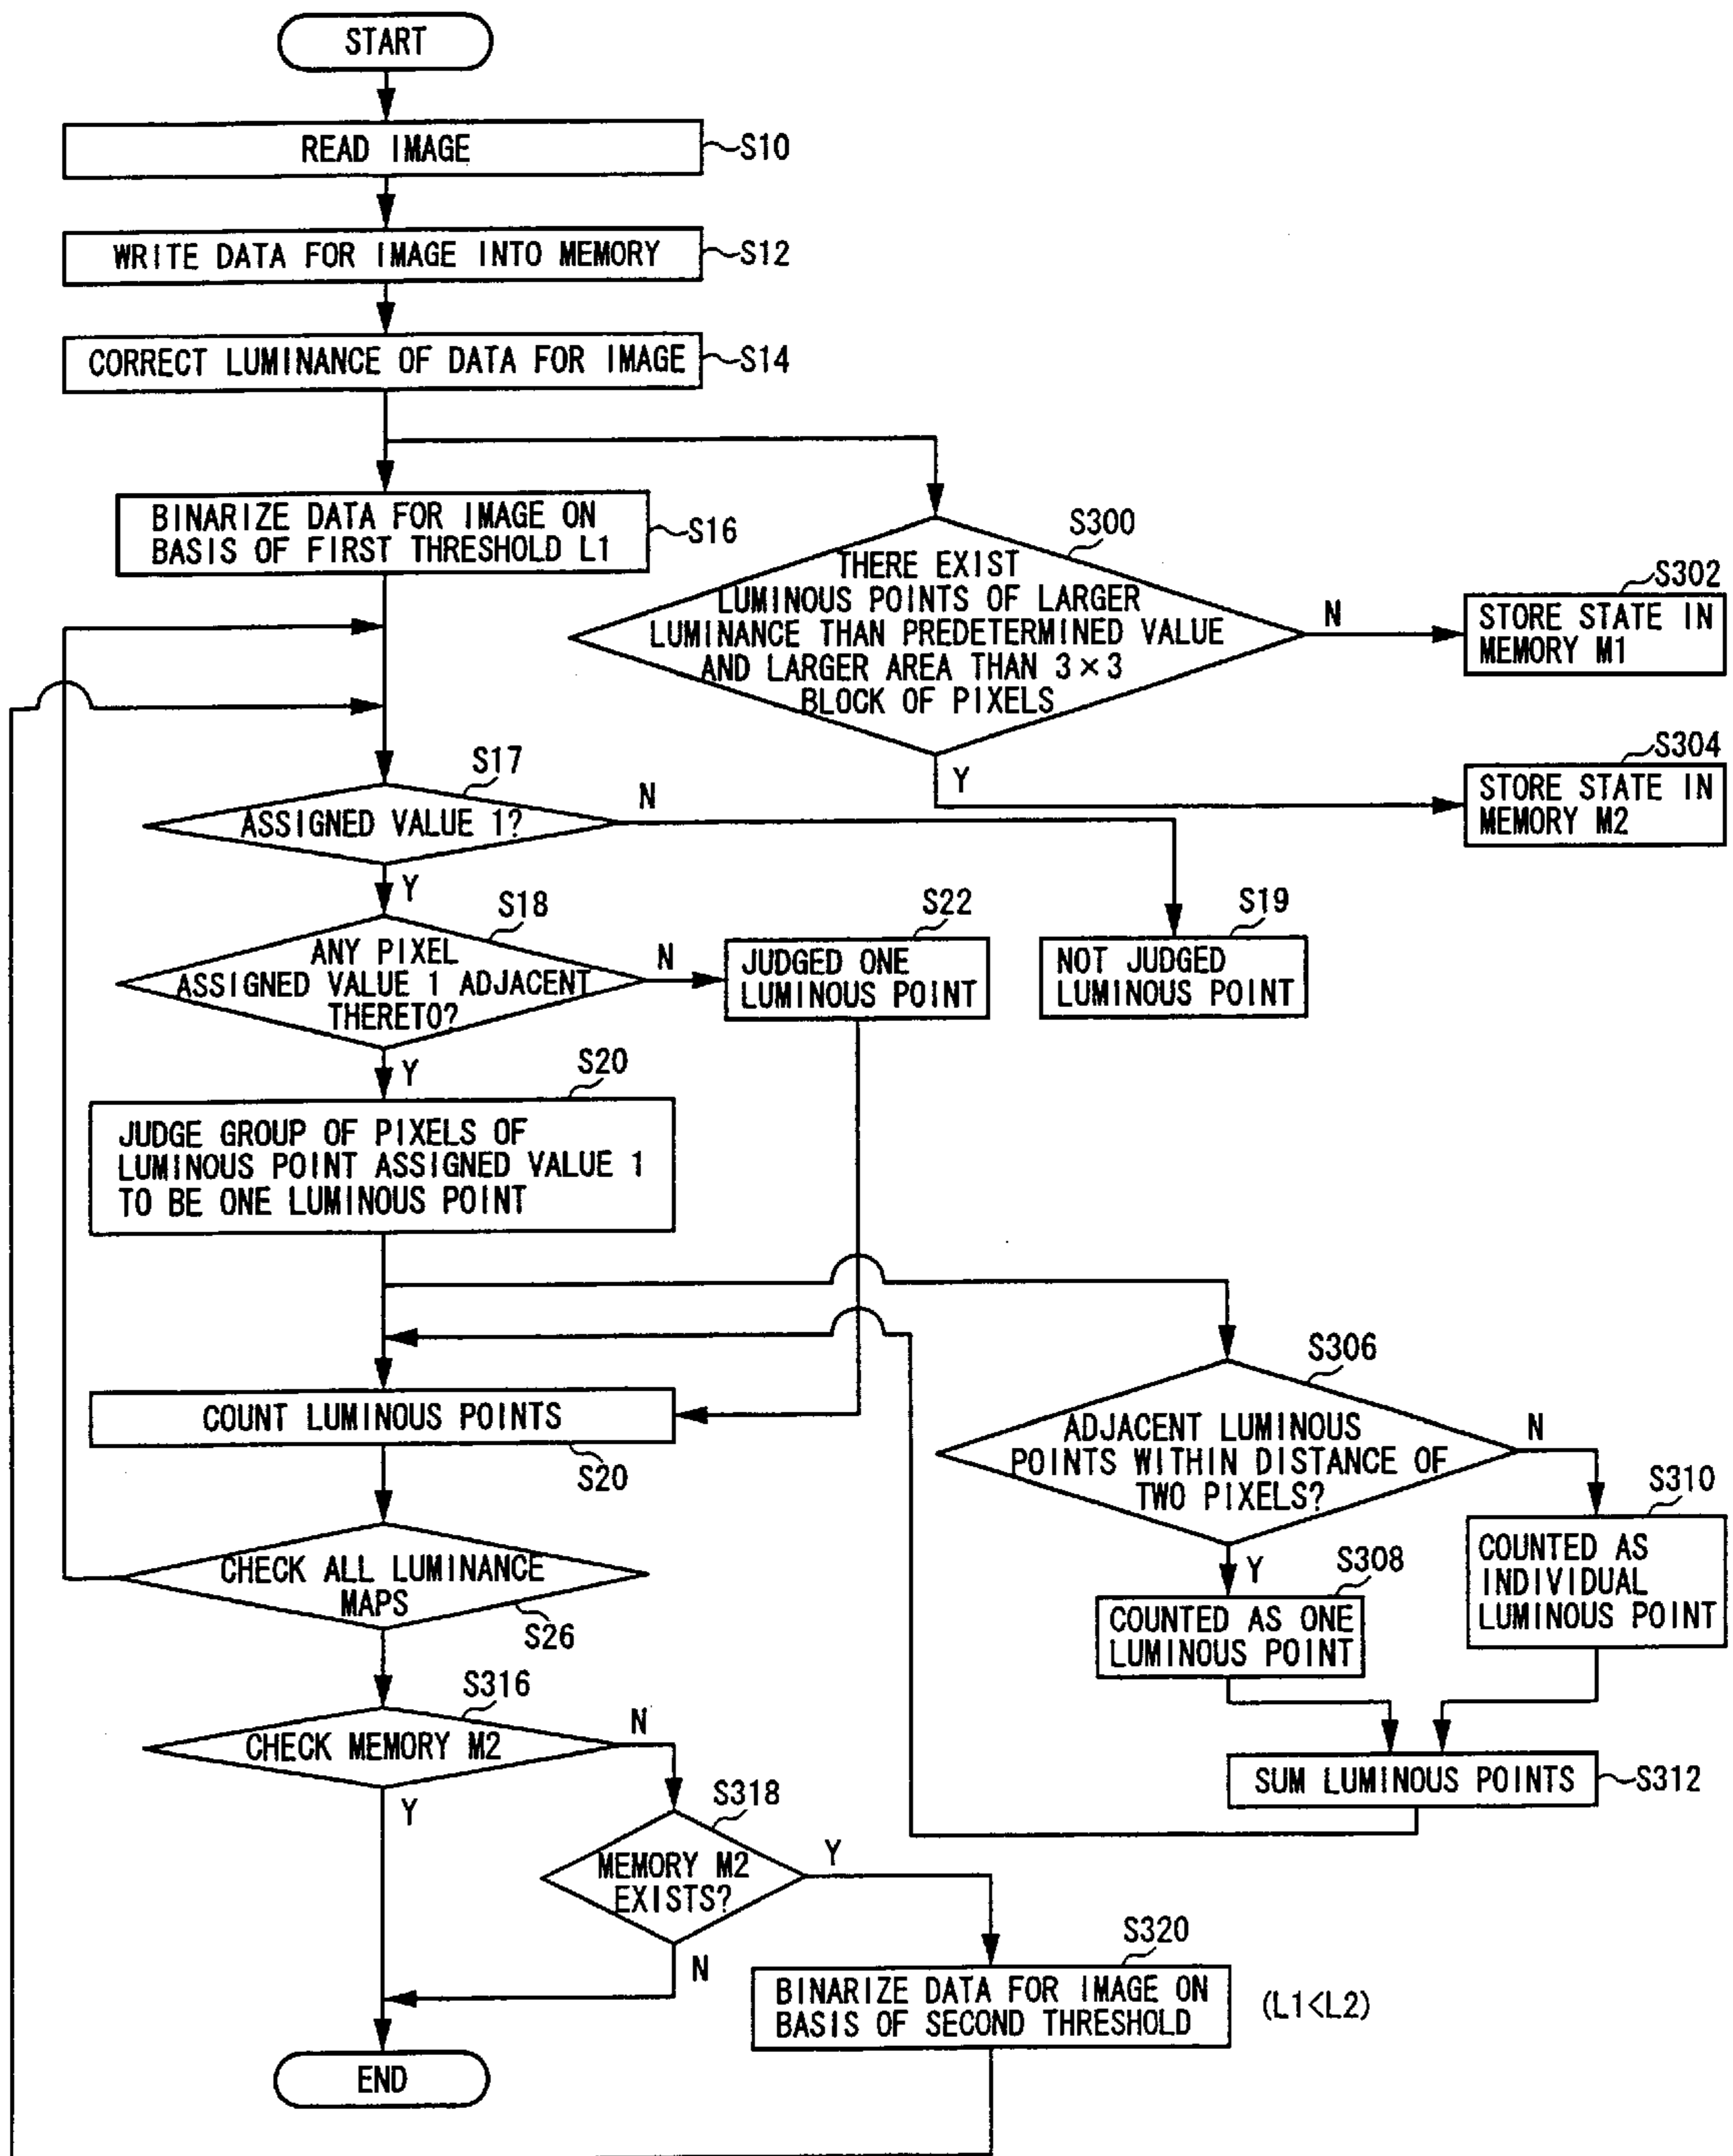 START
READ IMAGE
S10
WRITE DATA FOR IMAGE INTO MEMORY
S12
CORRECT LUMINANCE OF DATA FOR IMAGE
S14
BINARIZE DATA FOR IMAGE ON
BASIS OF FIRST THRESHOLD L1
S16
S300
THERE EXIST
LUMINOUS POINTS OF LARGER
LUMINANCE THAN PREDETERMINED VALUE
AND LARGER AREA THAN 3×3
BLOCK OF PIXELS
N
Y
S302
STORE STATE IN
MEMORY M1
S304
STORE STATE IN
MEMORY M2
S17
ASSIGNED VALUE 1?
N
Y
S18
ANY PIXEL
ASSIGNED VALUE 1 ADJACENT
THERETO?
N
Y
S22
JUDGED ONE
LUMINOUS POINT
S19
NOT JUDGED
LUMINOUS POINT
S20
JUDGE GROUP OF PIXELS OF
LUMINOUS POINT ASSIGNED VALUE 1
TO BE ONE LUMINOUS POINT
COUNT LUMINOUS POINTS
S20
S306
ADJACENT LUMINOUS
POINTS WITHIN DISTANCE OF
TWO PIXELS?
N
Y
S310
COUNTED AS
INDIVIDUAL
LUMINOUS POINT
S308
COUNTED AS ONE
LUMINOUS POINT
CHECK ALL LUMINANCE
MAPS
S26
S316
CHECK MEMORY M2
N
Y
SUM LUMINOUS POINTS
S312
S318
MEMORY M2
EXISTS?
Y
N
S320
BINARIZE DATA FOR IMAGE ON
BASIS OF SECOND THRESHOLD
(L1<L2)
END